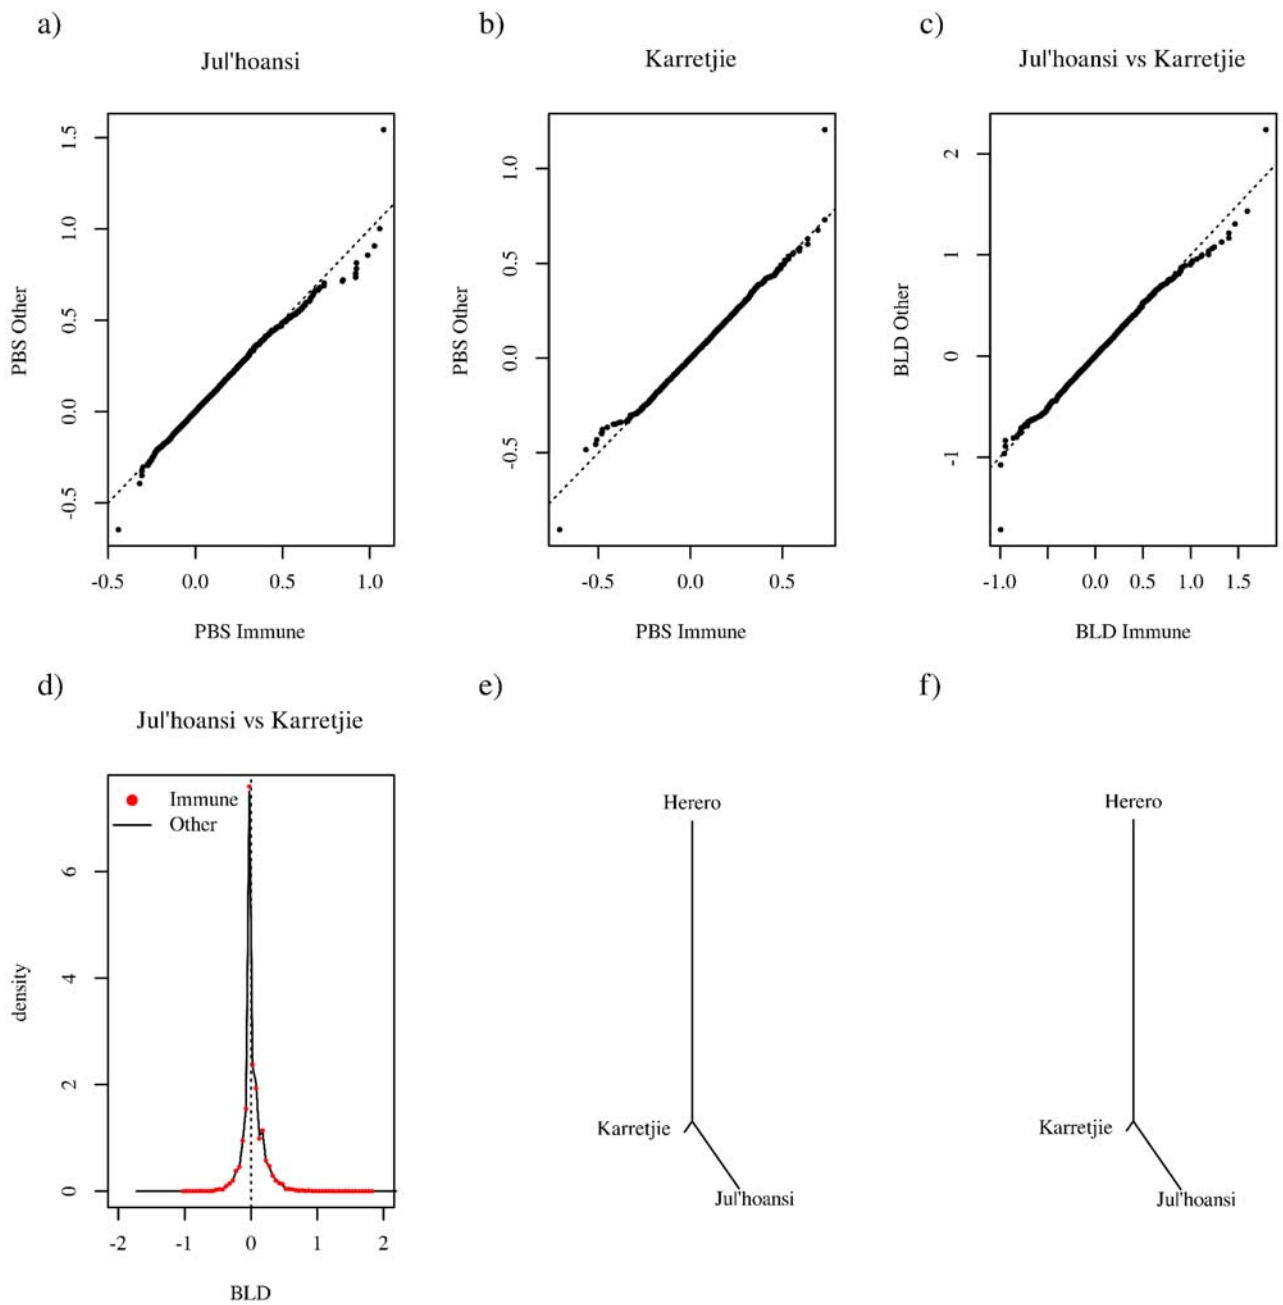 a)
Ju|'hoansi
PBS Other
1.5
1.0
0.5
0.0
-0.5
-0.5 0.0 0.5 1.0
PBS Immune
b)
Karretjie
PBS Other
1.0
0.5
0.0
-0.5
-0.5 0.0 0.5
PBS Immune
c)
Ju|'hoansi vs Karretjie
BLD Other
2
1
0
-1
-1.0 0.0 0.5 1.0 1.5
BLD Immune
d)
Ju|'hoansi vs Karretjie
Immune
Other
density
6
4
2
0
-2 -1 0 1 2
BLD
e)
Herero
Karretjie
Ju|'hoansi
f)
Herero
Karretjie
Ju|'hoansi